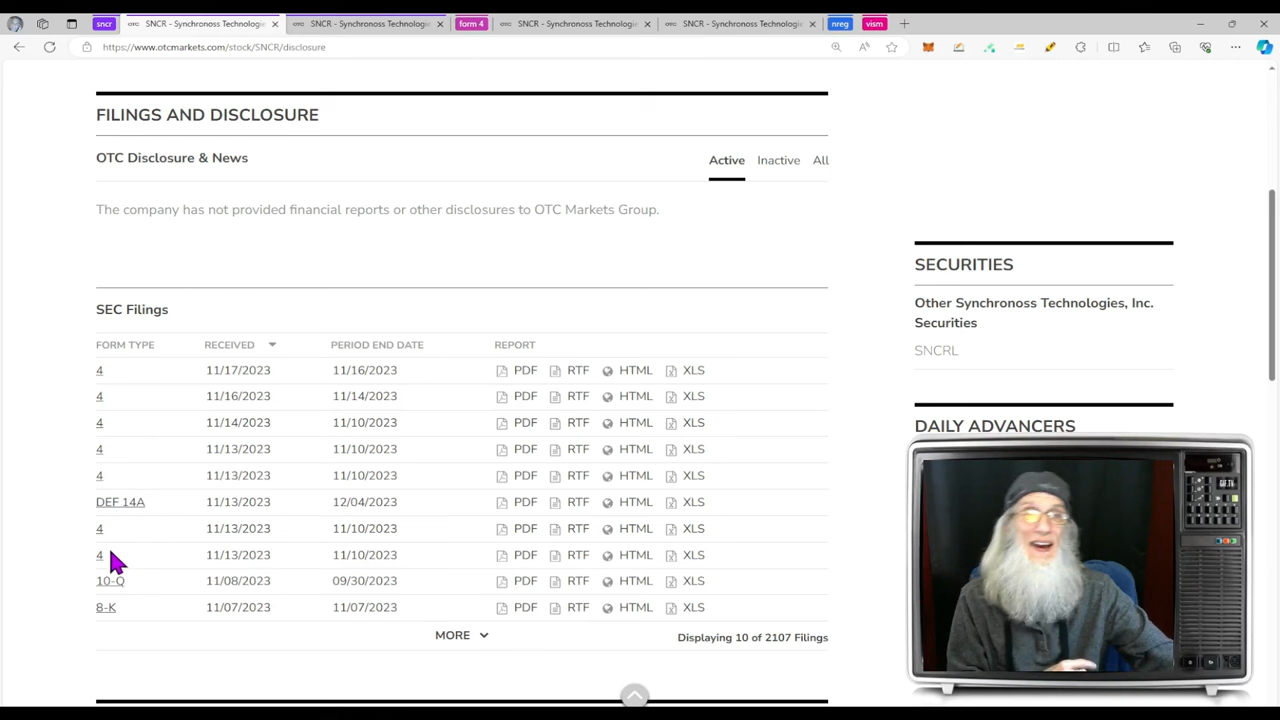 sncr
SNCR - Synchronoss Technologi
SNCR - Synchronoss Technologi
form 4
SNCR - Synchronoss Technologi
SNCR - Synchronoss Technologi
nreg
vism
https://www.otcmarkets.com/stock/SNCR/disclosure
FILINGS AND DISCLOSURE
OTC Disclosure & News
Active Inactive All
The company has not provided financial reports or other disclosures to OTC Markets Group.
SEC Filings
FORM TYPE RECEIVED PERIOD END DATE REPORT
4 11/17/2023 11/16/2023 PDF RTF HTML XLS
4 11/16/2023 11/14/2023 PDF RTF HTML XLS
4 11/14/2023 11/10/2023 PDF RTF HTML XLS
4 11/13/2023 11/10/2023 PDF RTF HTML XLS
4 11/13/2023 11/10/2023 PDF RTF HTML XLS
DEF 14A 11/13/2023 12/04/2023 PDF RTF HTML XLS
4 11/13/2023 11/10/2023 PDF RTF HTML XLS
4 11/13/2023 11/10/2023 PDF RTF HTML XLS
10-Q 11/08/2023 09/30/2023 PDF RTF HTML XLS
8-K 11/07/2023 11/07/2023 PDF RTF HTML XLS
MORE
Displaying 10 of 2107 Filings
SECURITIES
Other Synchronoss Technologies, Inc.
Securities
SNCRL
DAILY ADVANCERS